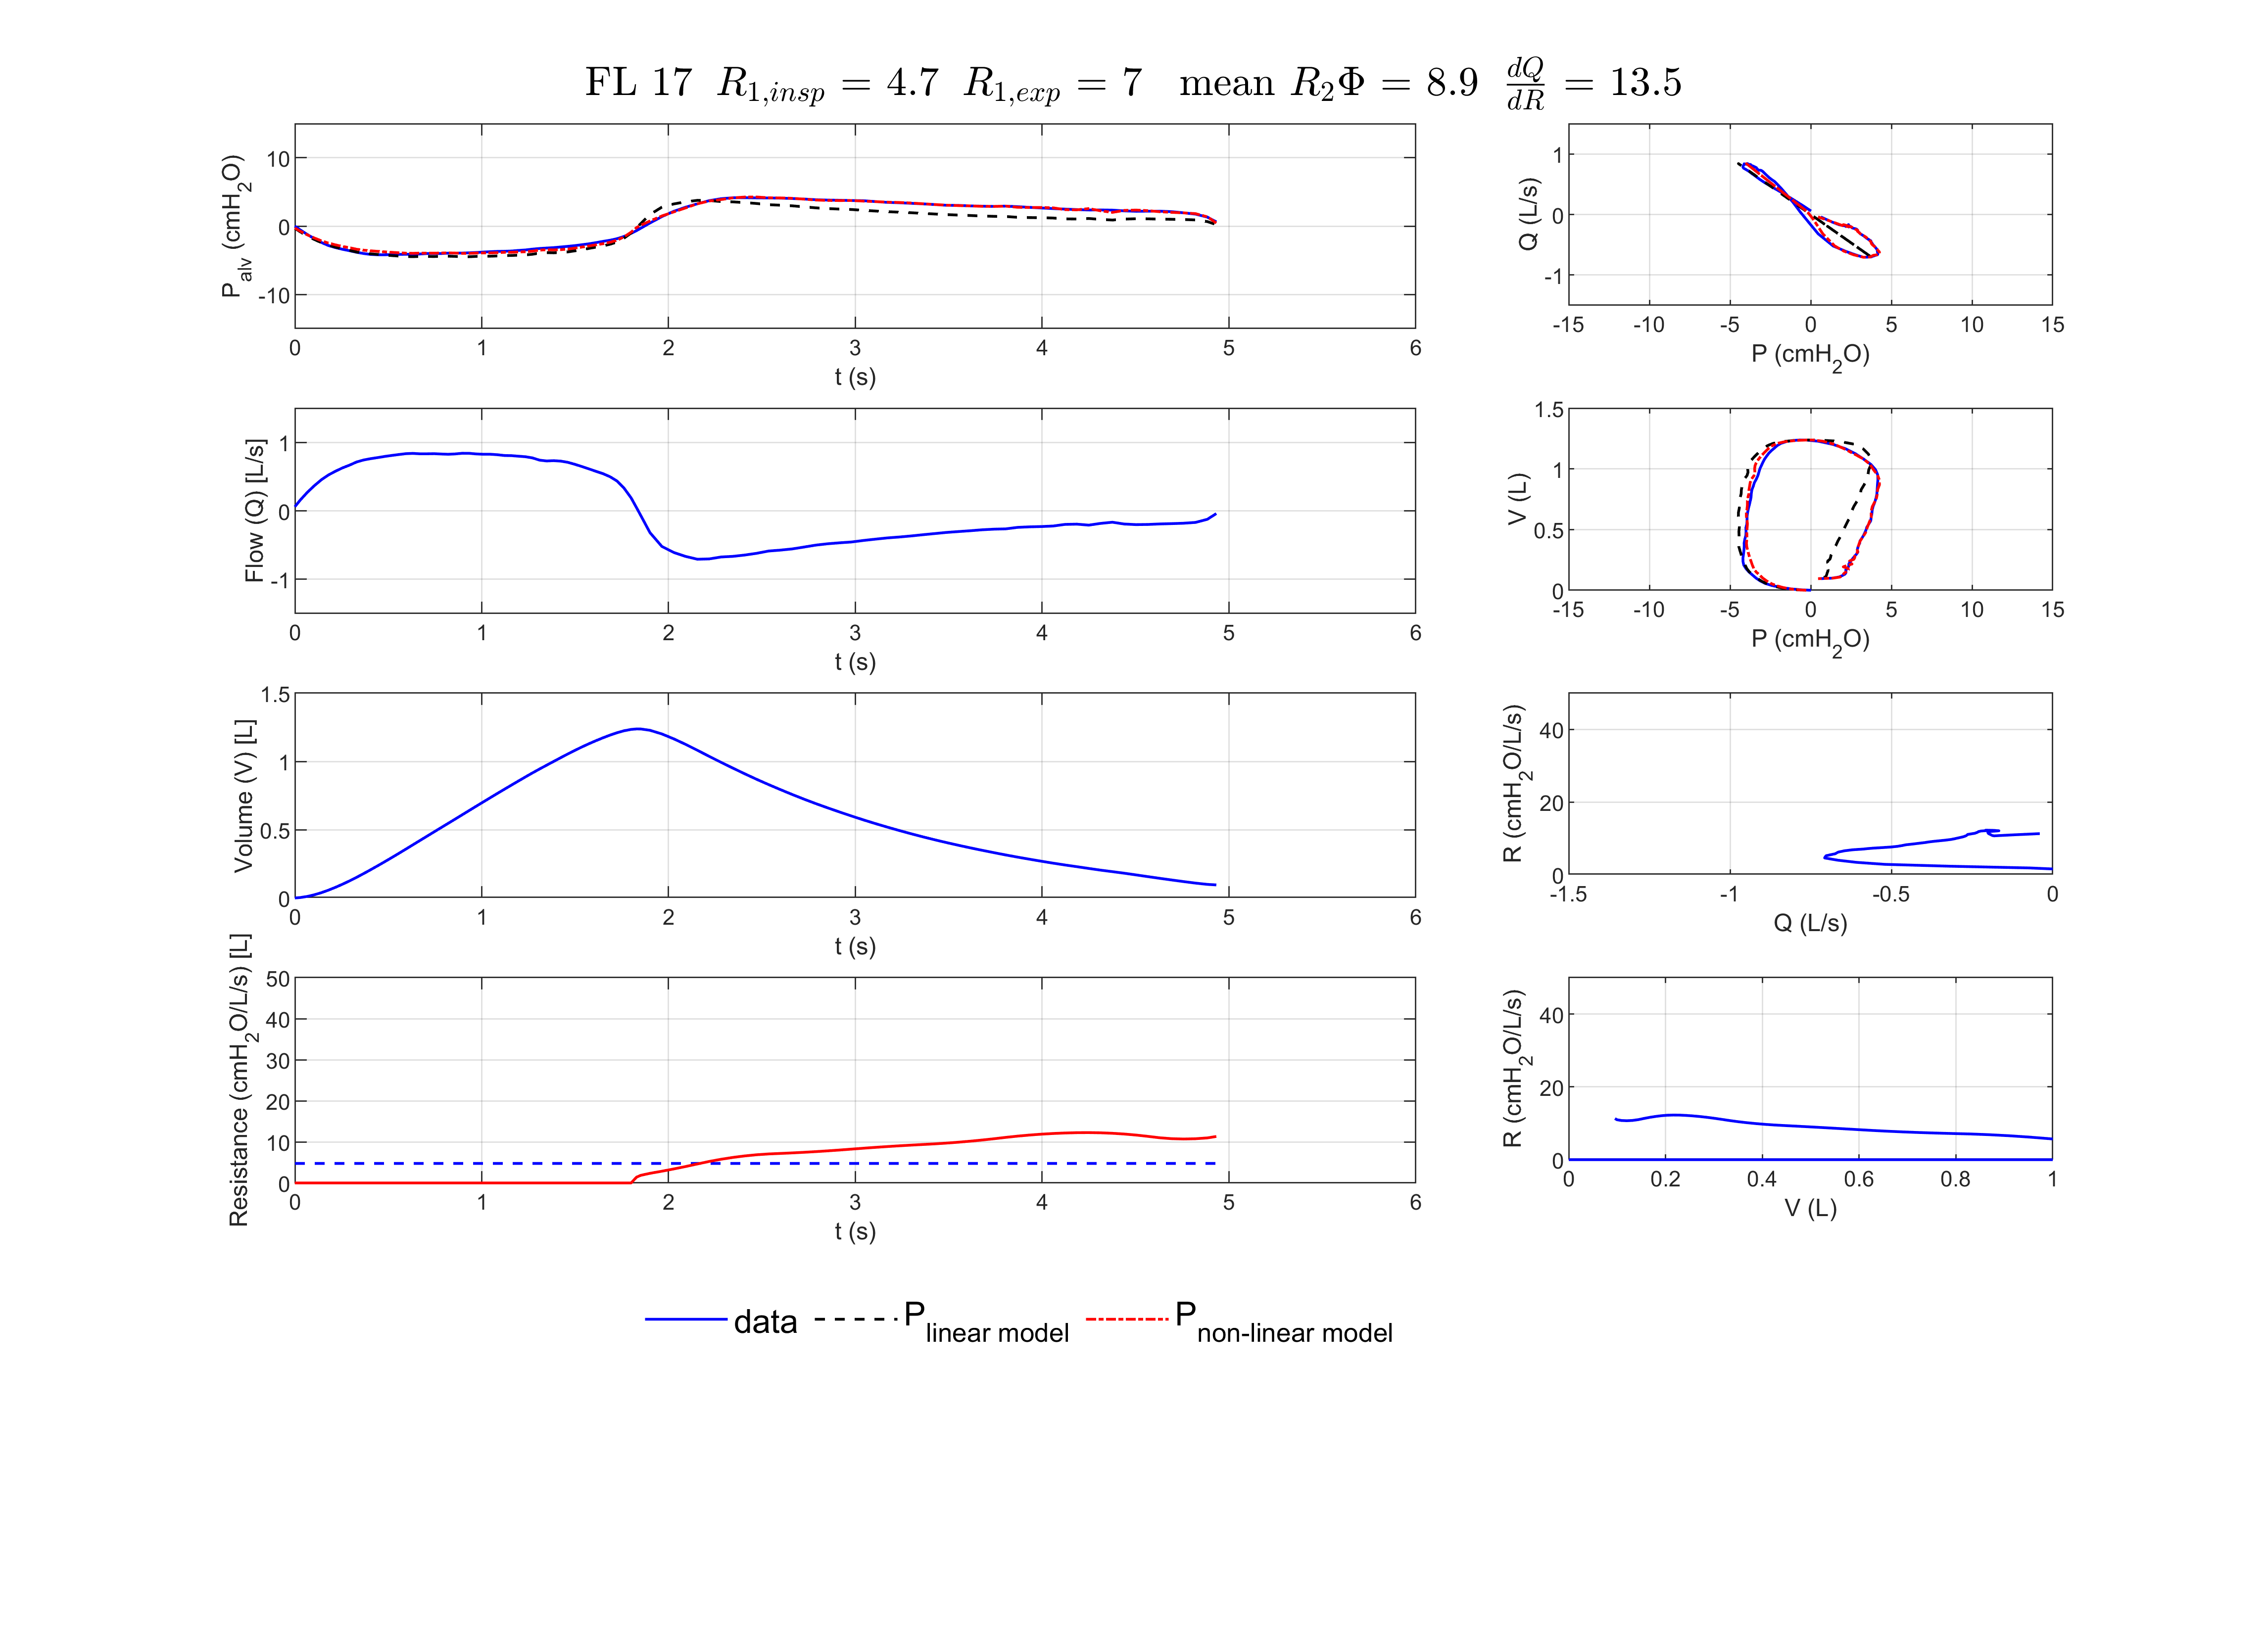 FL 17 R1,insp = 4.7 R1,exp = 7 mean R2Φ = 8.9 dQ/dR = 13.5
Palv (cmH2O)
10
0
-10
0 1 2 3 4 5 6
t (s)
Q (L/s)
1
0
-1
-15 -10 -5 0 5 10 15
P (cmH2O)
Flow (Q) [L/s]
1
0
-1
0 1 2 3 4 5 6
t (s)
V (L)
1.5
1
0.5
0
-15 -10 -5 0 5 10 15
P (cmH2O)
Volume (V) [L]
1.5
1
0.5
0
0 1 2 3 4 5 6
t (s)
R (cmH2O/L/s)
40
20
0
-1.5 -1 -0.5 0
Q (L/s)
Resistance (cmH2O/L/s) [L]
50
40
30
20
10
0
0 1 2 3 4 5 6
t (s)
R (cmH2O/L/s)
40
20
0
0 0.2 0.4 0.6 0.8 1
V (L)
data Plinear model Pnon-linear model